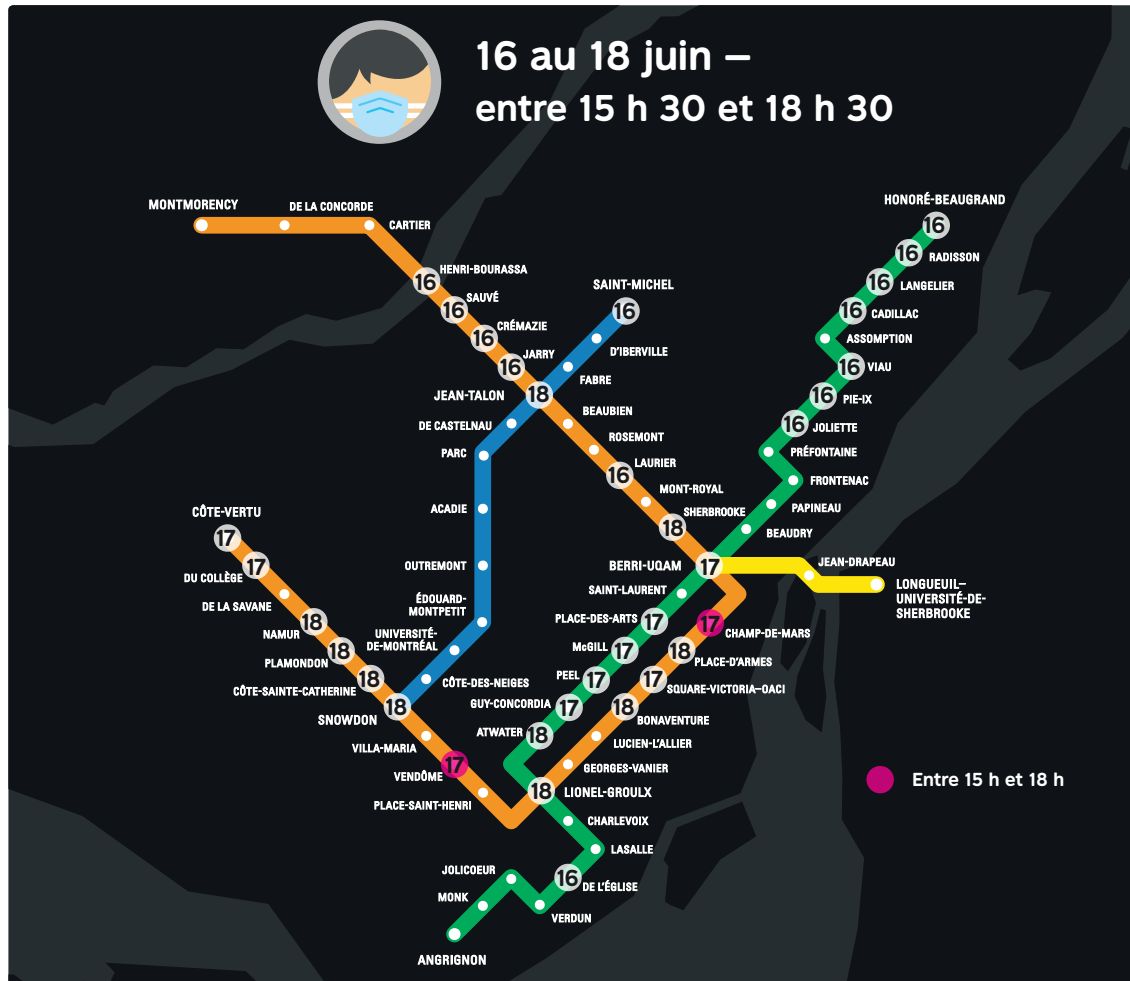 16 au 18 juin –
entre 15 h 30 et 18 h 30
MONTMORENCY
DE LA CONCORDE
CARTIER
16
HENRI-BOURASSA
16
SAUVÉ
16
CRÉMAZIE
16
JARRY
18
JEAN-TALON
BEAUBIEN
ROSEMONT
16
LAURIER
MONT-ROYAL
18
SHERBROOKE
17
BERRI-UQAM
17
CHAMP-DE-MARS
18
PLACE-D'ARMES
17
SQUARE-VICTORIA–OACI
18
BONAVENTURE
LUCIEN-L'ALLIER
GEORGES-VANIER
18
LIONEL-GROULX
PLACE-SAINT-HENRI
17
VENDÔME
VILLA-MARIA
18
SNOWDON
18
CÔTE-SAINTE-CATHERINE
18
PLAMONDON
18
NAMUR
DE LA SAVANE
17
DU COLLÈGE
17
CÔTE-VERTU
SAINT-MICHEL
16
D'IBERVILLE
FABRE
DE CASTELNAU
PARC
ACADIE
OUTREMONT
ÉDOUARD-
MONTPETIT
UNIVERSITÉ-
DE-MONTRÉAL
CÔTE-DES-NEIGES
HONORÉ-BEAUGRAND
16
16
RADISSON
16
LANGELIER
16
CADILLAC
ASSOMPTION
16
VIAU
16
PIE-IX
16
JOLIETTE
PRÉFONTAINE
FRONTENAC
PAPINEAU
BEAUDRY
SAINT-LAURENT
17
PLACE-DES-ARTS
17
McGILL
17
PEEL
17
GUY-CONCORDIA
18
ATWATER
CHARLEVOIX
LASALLE
16
DE L'ÉGLISE
VERDUN
JOLICOEUR
MONK
ANGRIGNON
JEAN-DRAPEAU
LONGUEUIL–
UNIVERSITÉ-DE-
SHERBROOKE
Entre 15 h et 18 h